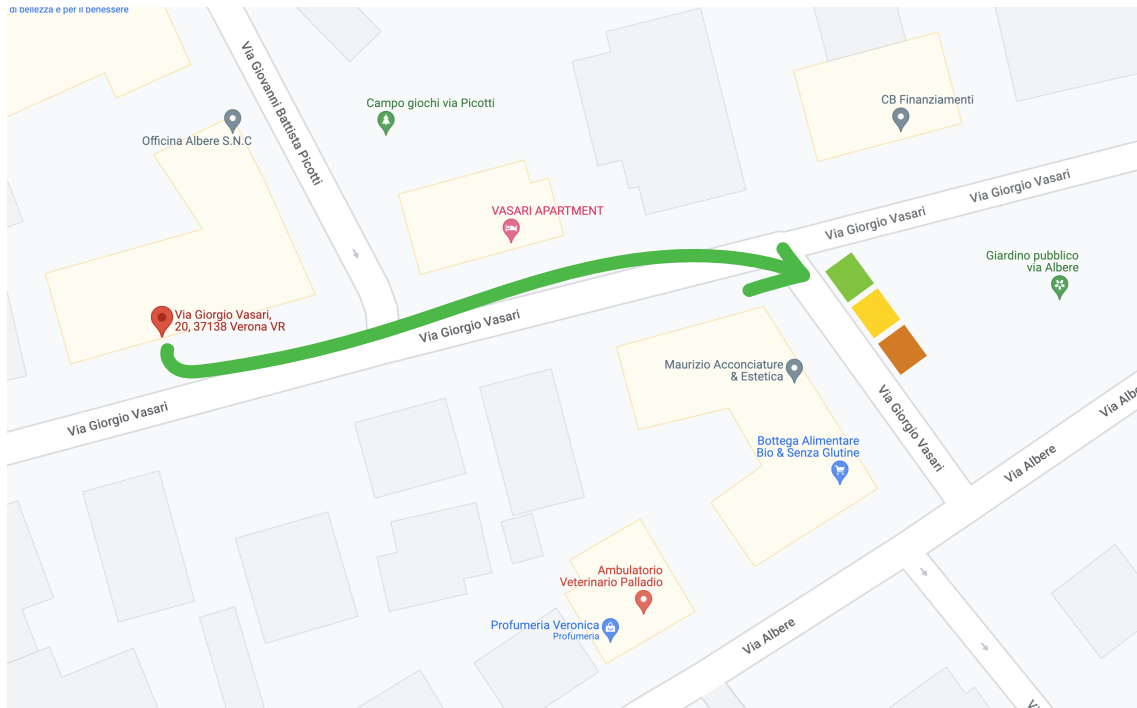 di bellezza e per il benessere
Via Giovanni Battista Picotti
Campo giochi via Picotti
CB Finanziamenti
Officina Albere S.N.C
Via Giorgio Vasari
VASARI APARTMENT
Via Giorgio Vasari
Giardino pubblico
via Albere
Via Giorgio Vasari,
20, 37138 Verona VR
Via Giorgio Vasari
Maurizio Acconciature
& Estetica
Via Giorgio Vasari
Via Giorgio Vasari
Bottega Alimentare
Bio & Senza Glutine
Via Albere
Ambulatorio
Veterinario Palladio
Profumeria Veronica
Profumeria
Via Albere